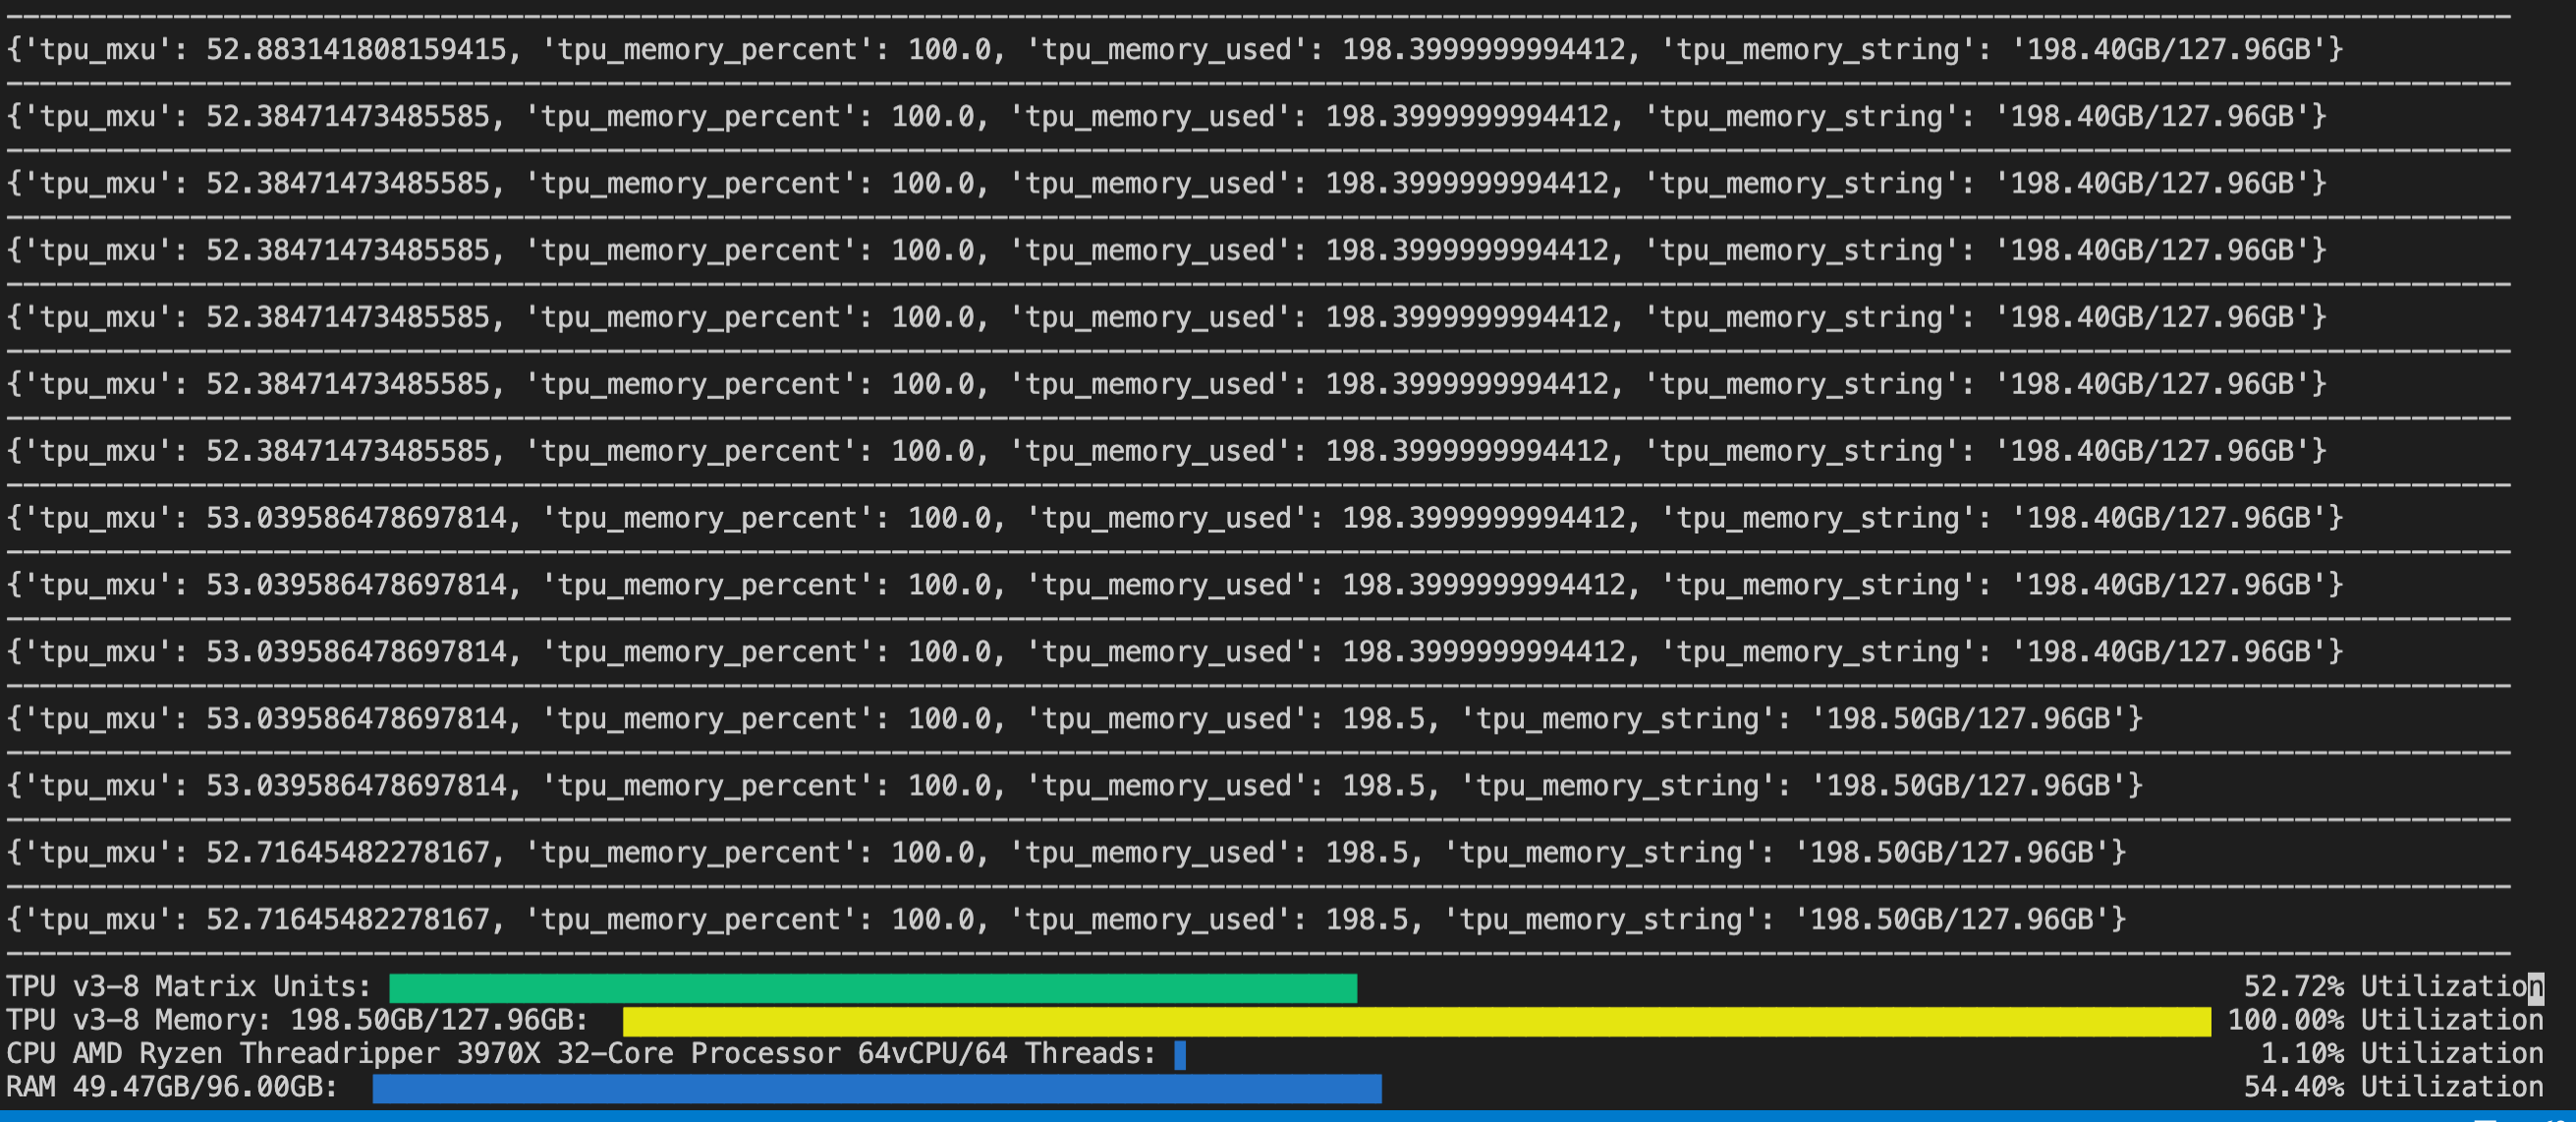 ----------------------------------------------------------------------------------------------------------------------------------------------------
{'tpu_mxu': 52.883141808159415, 'tpu_memory_percent': 100.0, 'tpu_memory_used': 198.3999999994412, 'tpu_memory_string': '198.40GB/127.96GB'}
----------------------------------------------------------------------------------------------------------------------------------------------------
{'tpu_mxu': 52.38471473485585, 'tpu_memory_percent': 100.0, 'tpu_memory_used': 198.3999999994412, 'tpu_memory_string': '198.40GB/127.96GB'}
----------------------------------------------------------------------------------------------------------------------------------------------------
{'tpu_mxu': 52.38471473485585, 'tpu_memory_percent': 100.0, 'tpu_memory_used': 198.3999999994412, 'tpu_memory_string': '198.40GB/127.96GB'}
----------------------------------------------------------------------------------------------------------------------------------------------------
{'tpu_mxu': 52.38471473485585, 'tpu_memory_percent': 100.0, 'tpu_memory_used': 198.3999999994412, 'tpu_memory_string': '198.40GB/127.96GB'}
----------------------------------------------------------------------------------------------------------------------------------------------------
{'tpu_mxu': 52.38471473485585, 'tpu_memory_percent': 100.0, 'tpu_memory_used': 198.3999999994412, 'tpu_memory_string': '198.40GB/127.96GB'}
----------------------------------------------------------------------------------------------------------------------------------------------------
{'tpu_mxu': 52.38471473485585, 'tpu_memory_percent': 100.0, 'tpu_memory_used': 198.3999999994412, 'tpu_memory_string': '198.40GB/127.96GB'}
----------------------------------------------------------------------------------------------------------------------------------------------------
{'tpu_mxu': 52.38471473485585, 'tpu_memory_percent': 100.0, 'tpu_memory_used': 198.3999999994412, 'tpu_memory_string': '198.40GB/127.96GB'}
----------------------------------------------------------------------------------------------------------------------------------------------------
{'tpu_mxu': 53.039586478697814, 'tpu_memory_percent': 100.0, 'tpu_memory_used': 198.3999999994412, 'tpu_memory_string': '198.40GB/127.96GB'}
----------------------------------------------------------------------------------------------------------------------------------------------------
{'tpu_mxu': 53.039586478697814, 'tpu_memory_percent': 100.0, 'tpu_memory_used': 198.3999999994412, 'tpu_memory_string': '198.40GB/127.96GB'}
----------------------------------------------------------------------------------------------------------------------------------------------------
{'tpu_mxu': 53.039586478697814, 'tpu_memory_percent': 100.0, 'tpu_memory_used': 198.3999999994412, 'tpu_memory_string': '198.40GB/127.96GB'}
----------------------------------------------------------------------------------------------------------------------------------------------------
{'tpu_mxu': 53.039586478697814, 'tpu_memory_percent': 100.0, 'tpu_memory_used': 198.5, 'tpu_memory_string': '198.50GB/127.96GB'}
----------------------------------------------------------------------------------------------------------------------------------------------------
{'tpu_mxu': 53.039586478697814, 'tpu_memory_percent': 100.0, 'tpu_memory_used': 198.5, 'tpu_memory_string': '198.50GB/127.96GB'}
----------------------------------------------------------------------------------------------------------------------------------------------------
{'tpu_mxu': 52.71645482278167, 'tpu_memory_percent': 100.0, 'tpu_memory_used': 198.5, 'tpu_memory_string': '198.50GB/127.96GB'}
----------------------------------------------------------------------------------------------------------------------------------------------------
{'tpu_mxu': 52.71645482278167, 'tpu_memory_percent': 100.0, 'tpu_memory_used': 198.5, 'tpu_memory_string': '198.50GB/127.96GB'}
----------------------------------------------------------------------------------------------------------------------------------------------------
TPU v3-8 Matrix Units: 52.72% Utilization
TPU v3-8 Memory: 198.50GB/127.96GB: 100.00% Utilization
CPU AMD Ryzen Threadripper 3970X 32-Core Processor 64vCPU/64 Threads: 1.10% Utilization
RAM 49.47GB/96.00GB: 54.40% Utilization